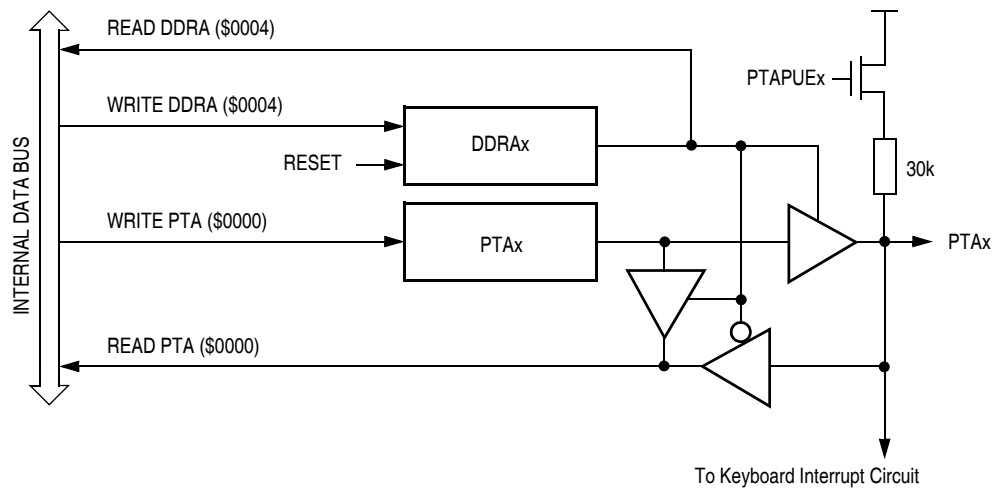 READ DDRA ($0004)
PTAPUEx
WRITE DDRA ($0004)
DDRAx
RESET
30k
INTERNAL DATA BUS
WRITE PTA ($0000)
PTAx
PTAx
READ PTA ($0000)
To Keyboard Interrupt Circuit